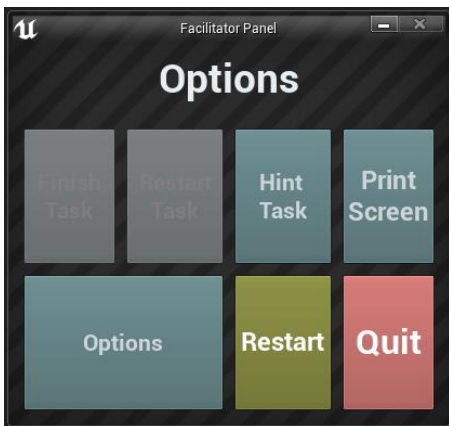 Facilitator Panel
Options
Finish
Task
Restart
Task
Hint
Task
Print
Screen
Options
Restart
Quit